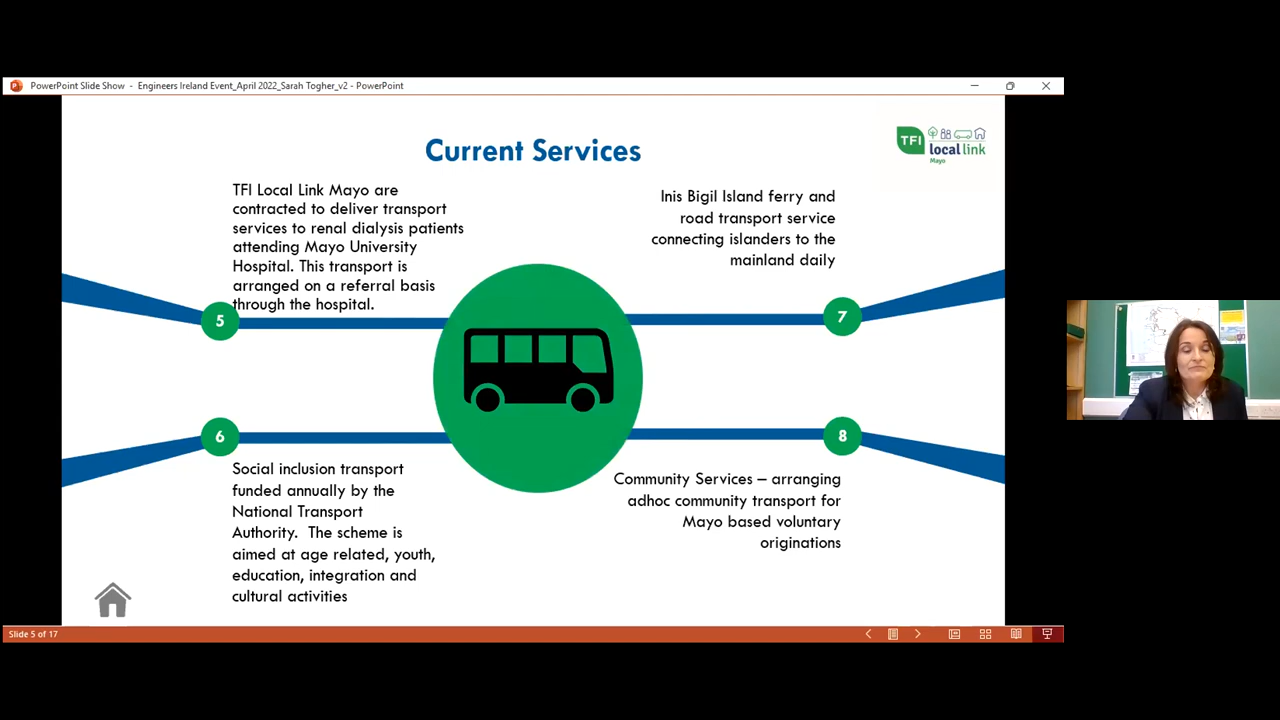 PowerPoint Slide Show - Engineers Ireland Event_April 2022_Sarah Togher_v2 - PowerPoint
Current Services
TFI
local link
Mayo
TFI Local Link Mayo are
contracted to deliver transport
services to renal dialysis patients
attending Mayo University
Hospital. This transport is
arranged on a referral basis
through the hospital.
5
Inis Bigil Island ferry and
road transport service
connecting islanders to the
mainland daily
7
6
Social inclusion transport
funded annually by the
National Transport
Authority. The scheme is
aimed at age related, youth,
education, integration and
cultural activities
8
Community Services – arranging
adhoc community transport for
Mayo based voluntary
originations
Slide 5 of 17